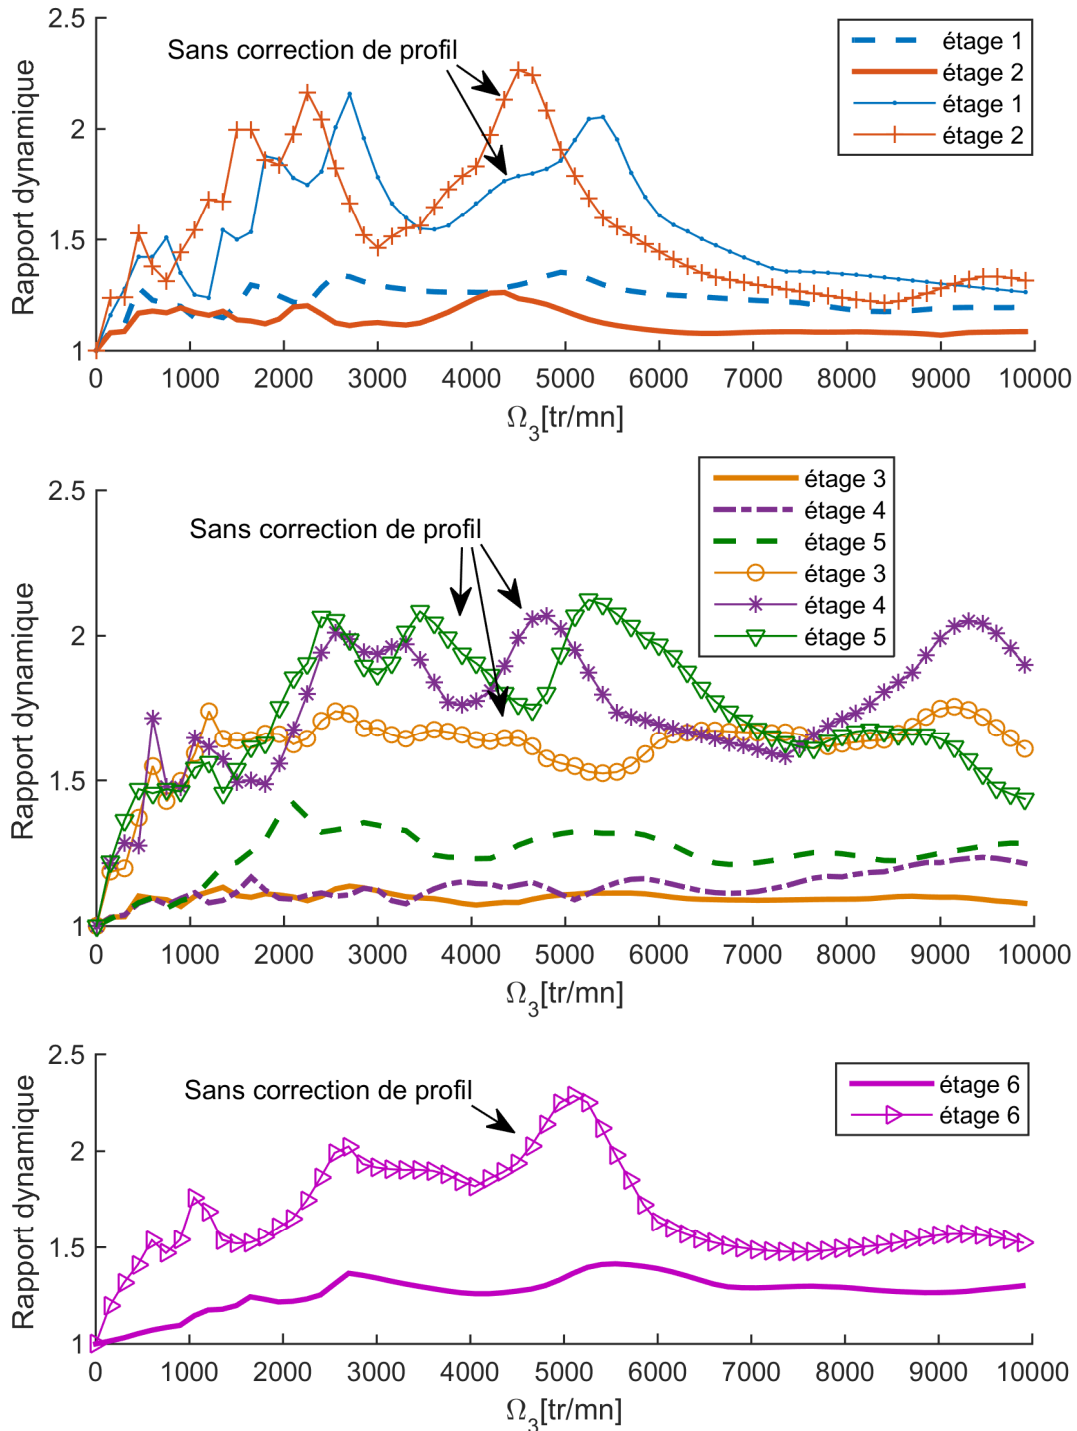 2.5
2
1.5
1
Rapport dynamique
Sans correction de profil
étage 1
étage 2
étage 1
étage 2
0 1000 2000 3000 4000 5000 6000 7000 8000 9000 10000
Ω3[tr/mn]
2.5
2
1.5
1
Rapport dynamique
Sans correction de profil
étage 3
étage 4
étage 5
étage 3
étage 4
étage 5
0 1000 2000 3000 4000 5000 6000 7000 8000 9000 10000
Ω3[tr/mn]
2.5
2
1.5
1
Rapport dynamique
Sans correction de profil
étage 6
étage 6
0 1000 2000 3000 4000 5000 6000 7000 8000 9000 10000
Ω3[tr/mn]